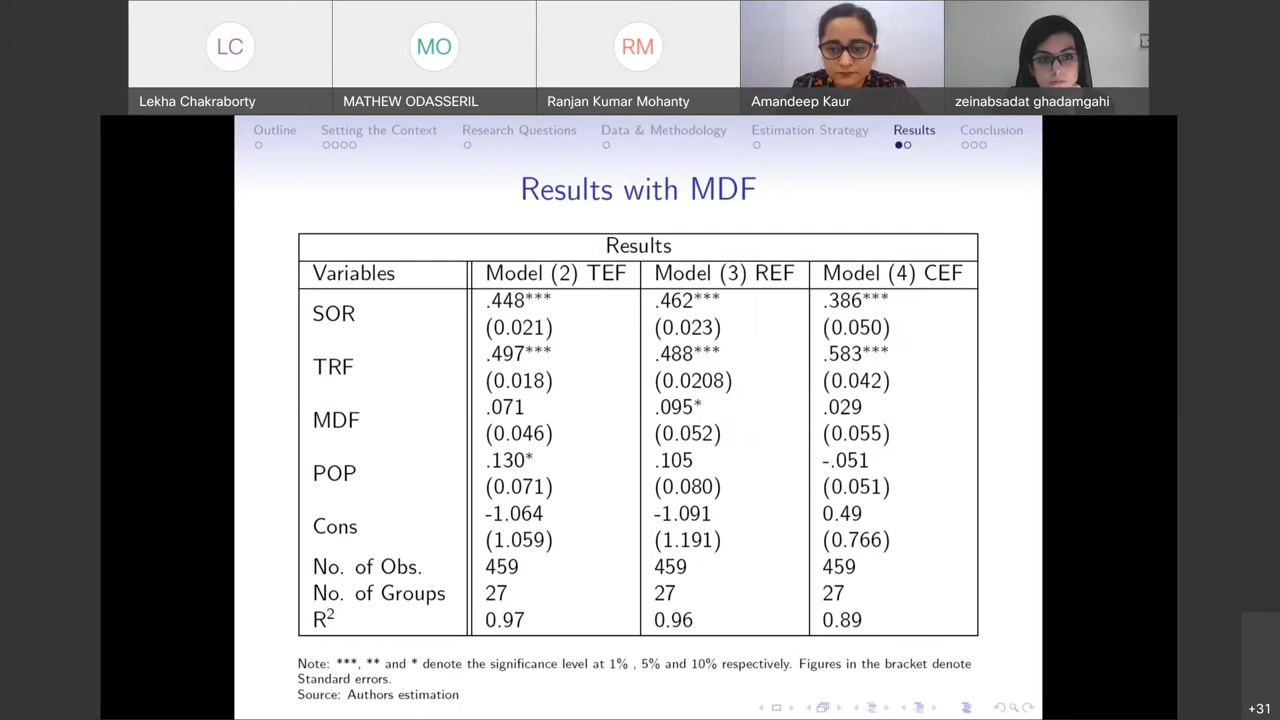 LC
MO
RM
Lekha Chakraborty
MATHEW ODASSERIL
Ranjan Kumar Mohanty
Amandeep Kaur
zeinabsadat ghadamgahi
Outline Setting the Context Research Questions Data & Methodology Estimation Strategy Results Conclusion
Results with MDF
Results
Variables Model (2) TEF Model (3) REF Model (4) CEF
SOR .448*** .462*** .386***
(0.021) (0.023) (0.050)
TRF .497*** .488*** .583***
(0.018) (0.0208) (0.042)
MDF .071 .095* .029
(0.046) (0.052) (0.055)
POP .130* .105 -.051
(0.071) (0.080) (0.051)
Cons -1.064 -1.091 0.49
(1.059) (1.191) (0.766)
No. of Obs. 459 459 459
No. of Groups 27 27 27
R² 0.97 0.96 0.89
Note: ***, ** and * denote the significance level at 1% , 5% and 10% respectively. Figures in the bracket denote
Standard errors.
Source: Authors estimation
+31